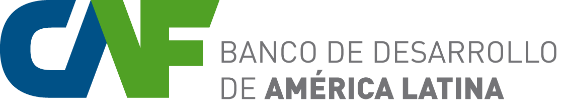 CAF
BANCO DE DESARROLLO
DE AMÉRICA LATINA